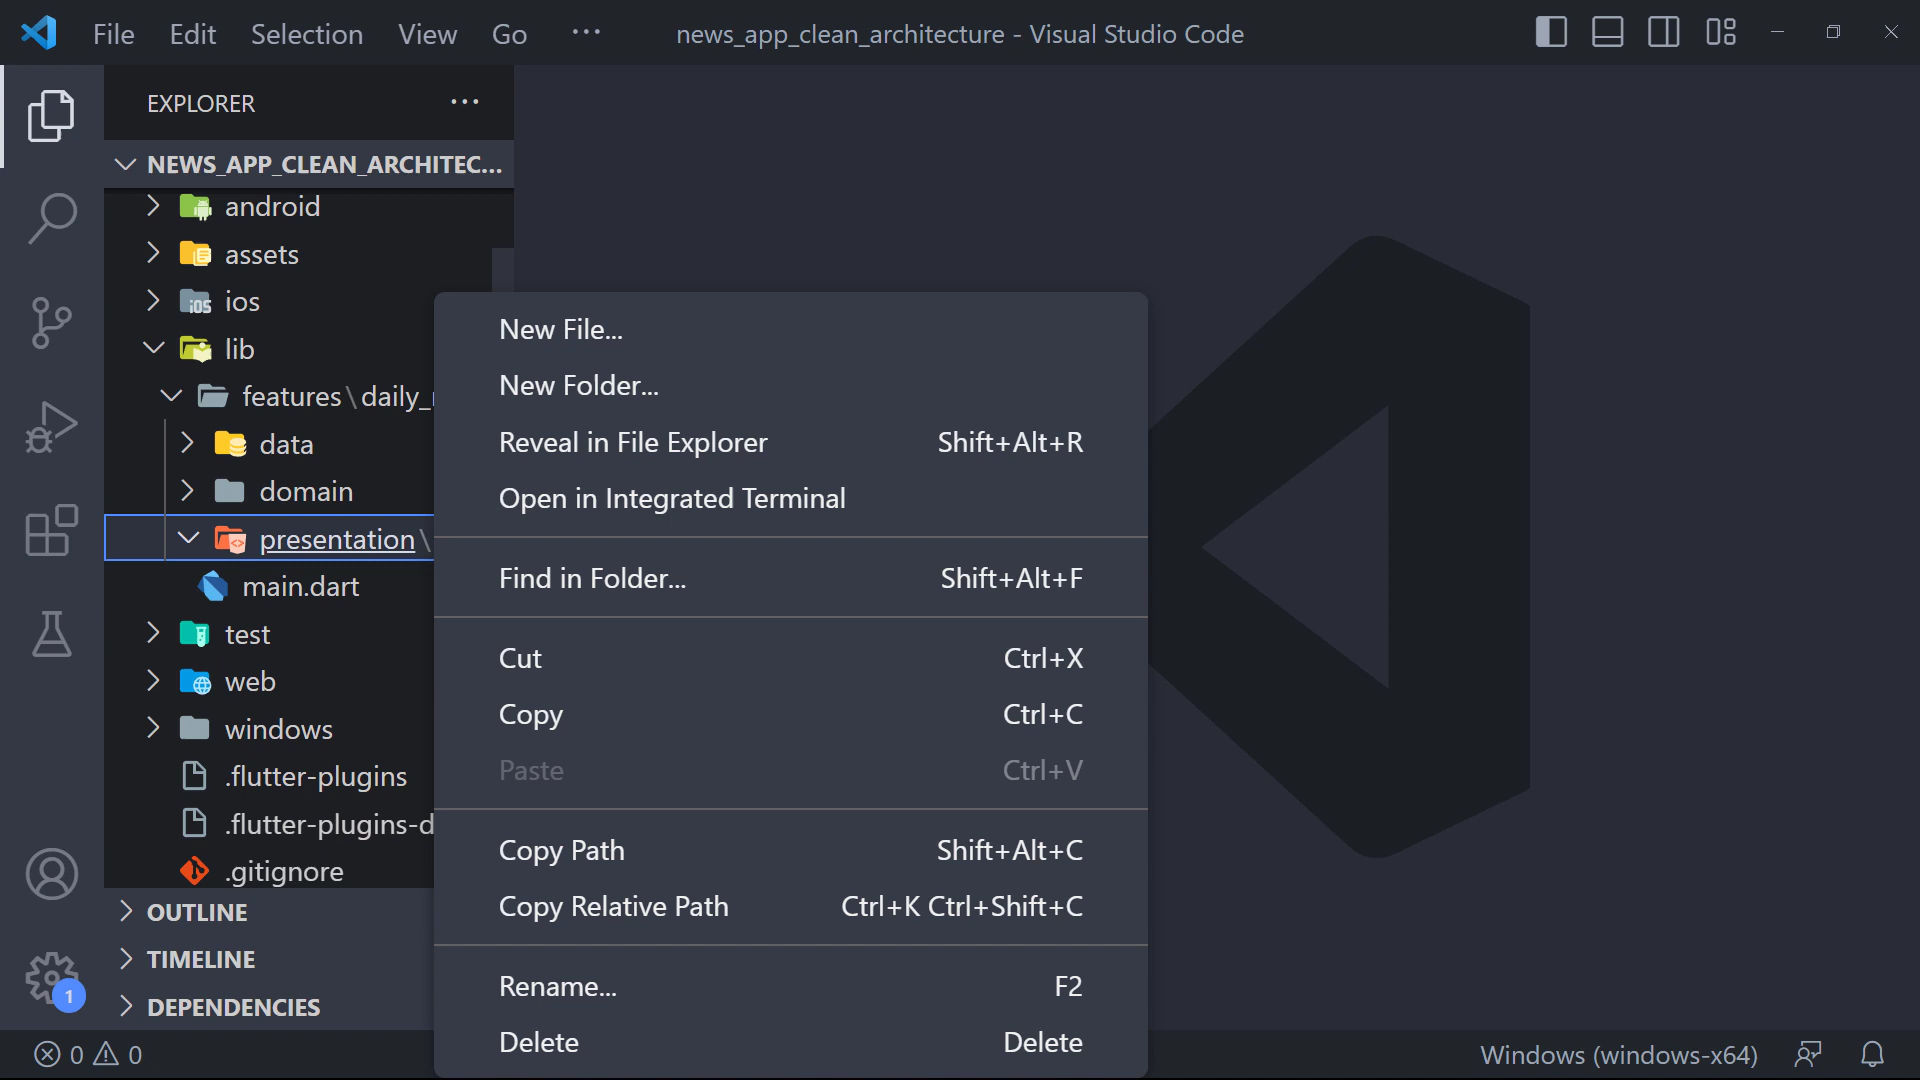 File Edit Selection View Go ··· news_app_clean_architecture - Visual Studio Code
EXPLORER ···
NEWS_APP_CLEAN_ARCHITEC...
android
assets
ios
lib
features\daily_
data
domain
presentation\
main.dart
test
web
windows
.flutter-plugins
.flutter-plugins-d
.gitignore
OUTLINE
TIMELINE
DEPENDENCIES
New File...
New Folder...
Reveal in File Explorer Shift+Alt+R
Open in Integrated Terminal
Find in Folder... Shift+Alt+F
Cut Ctrl+X
Copy Ctrl+C
Paste Ctrl+V
Copy Path Shift+Alt+C
Copy Relative Path Ctrl+K Ctrl+Shift+C
Rename... F2
Delete Delete
1
0 0 Windows (windows-x64)